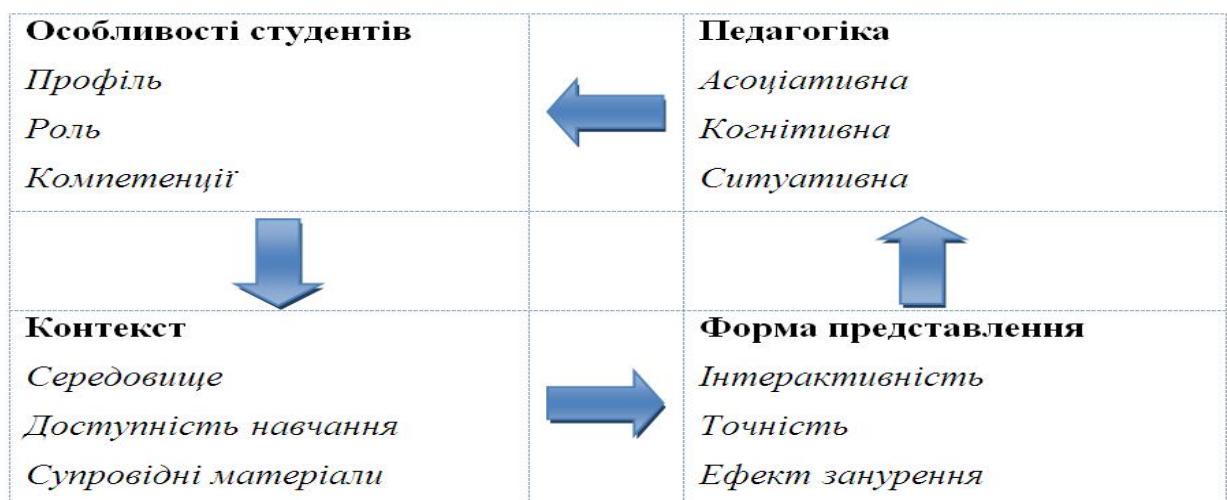 Особливості студентів
Профіль
Роль
Компетенції
Педагогіка
Асоціативна
Когнітивна
Ситуативна
Контекст
Середовище
Доступність навчання
Супровідні матеріали
Форма представлення
Інтерактивність
Точність
Ефект занурення